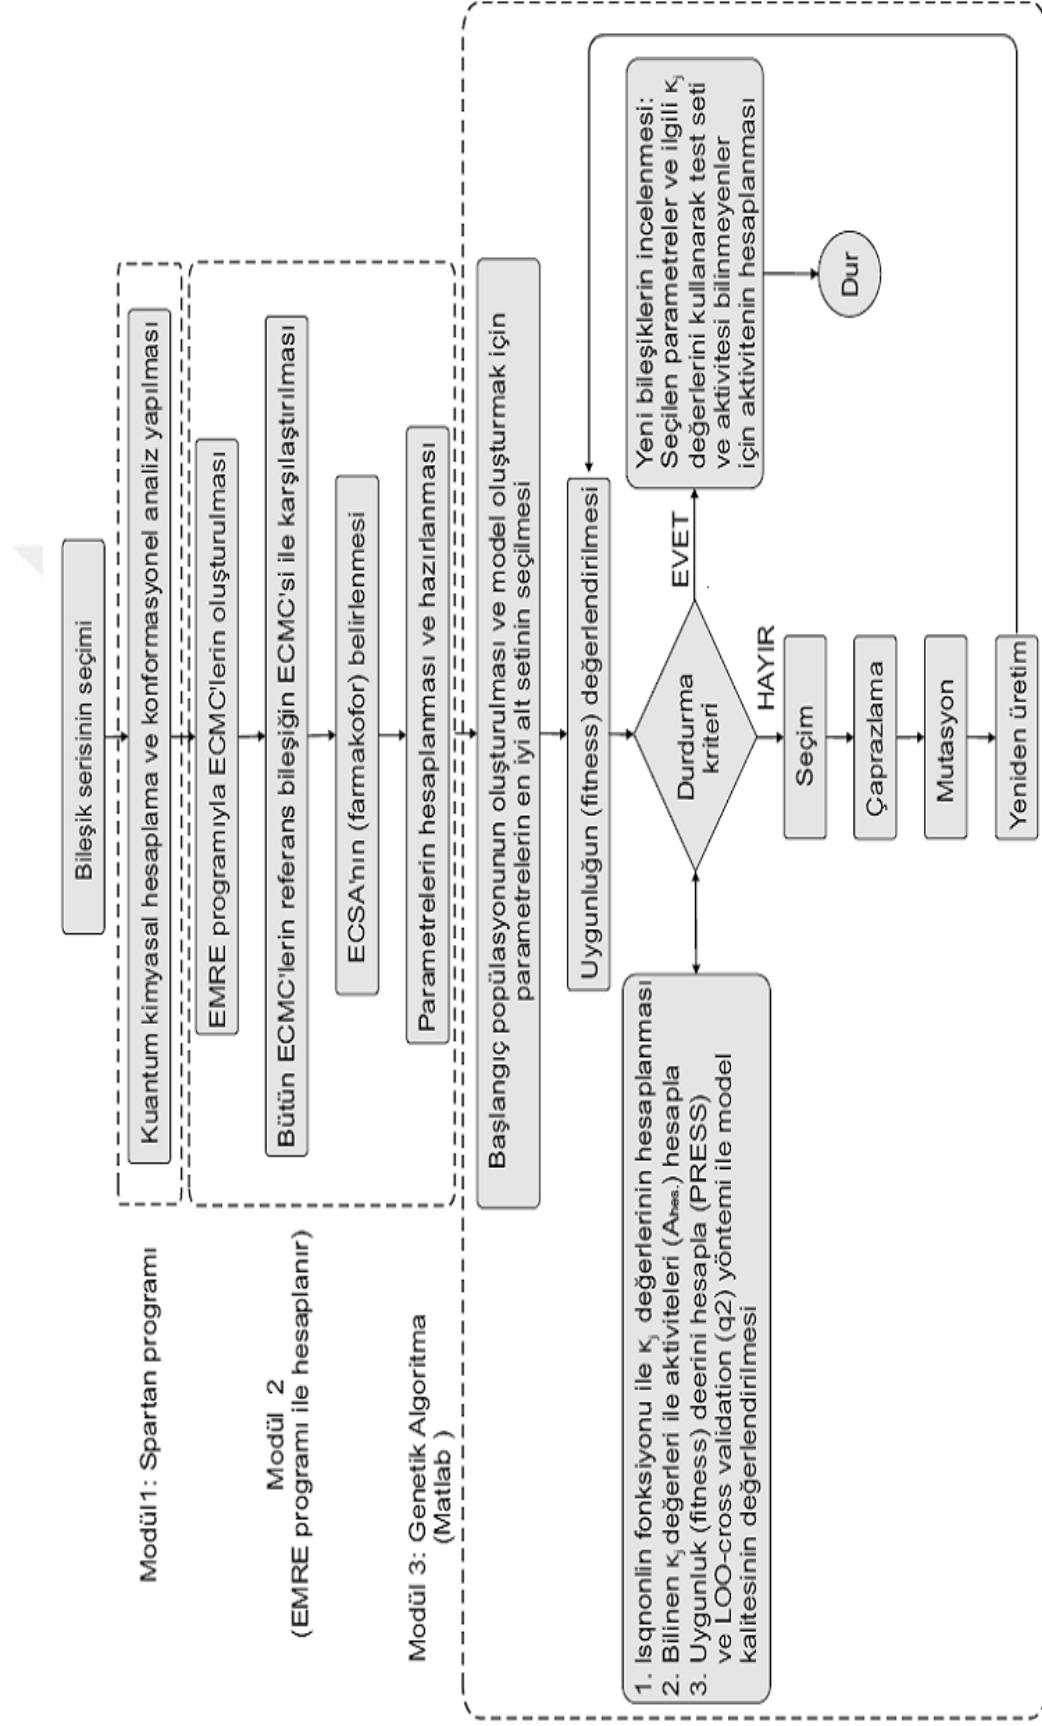 Bileşik serisinin seçimi
Modül1: Spartan programı
Kuantum kimyasal hesaplama ve konformasyonel analiz yapılması
Modül 2
(EMRE programı ile hesaplanır)
EMRE programıyla ECMC'lerin oluşturulması
Bütün ECMC'lerin referans bileşiğin ECMC'si ile karşılaştırılması
ECSA'nın (farmakofor) belirlenmesi
Parametrelerin hesaplanması ve hazırlanması
Modül 3: Genetik Algoritma
(Matlab )
Başlangıç popülasyonunun oluşturulması ve model oluşturmak için
parametrelerin en iyi alt setinin seçilmesi
Uygunluğun (fitness) değerlendirilmesi
1. Isqnonlin fonksiyonu ile κj değerlerinin hesaplanması
2. Bilinen κj değerleri ile aktiviteleri (Ahes.) hesapla
3. Uygunluk (fitness) deerini hesapla (PRESS)
ve LOO-cross validation (q2) yöntemi ile model
kalitesinin değerlendirilmesi
Durdurma
kriteri
EVET
Yeni bileşiklerin incelenmesi:
Seçilen parametreler ve ilgili κj
değerlerini kullanarak test seti
ve aktivitesi bilinmeyenler
için aktivitenin hesaplanması
Dur
HAYIR
Seçim
Çaprazlama
Mutasyon
Yeniden üretim